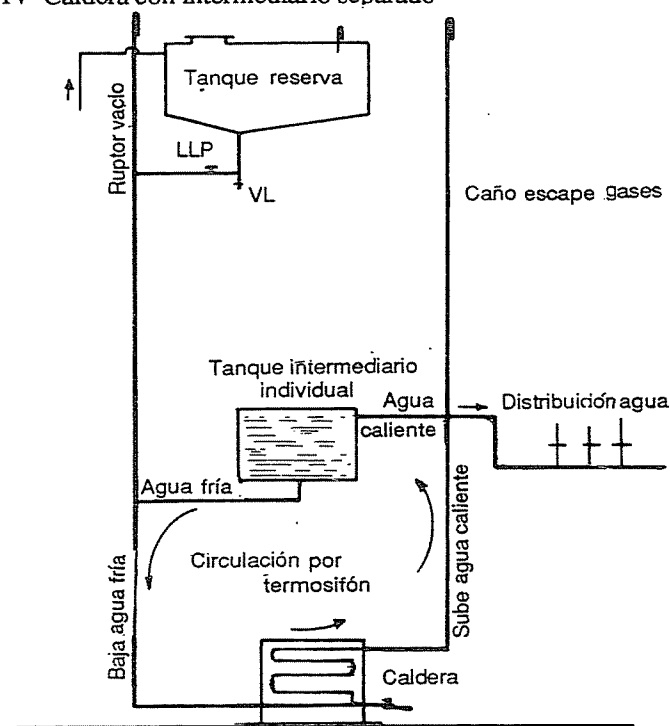 IV Caldera con intermediario separado
Tanque reserva
Ruptor vacío
LLP
VL
Caño escape gases
Tanque intermediario
individual
Agua
caliente
Distribuición agua
Agua fría
Circulación por
termosifón
Baja agua fría
Sube agua caliente
Caldera